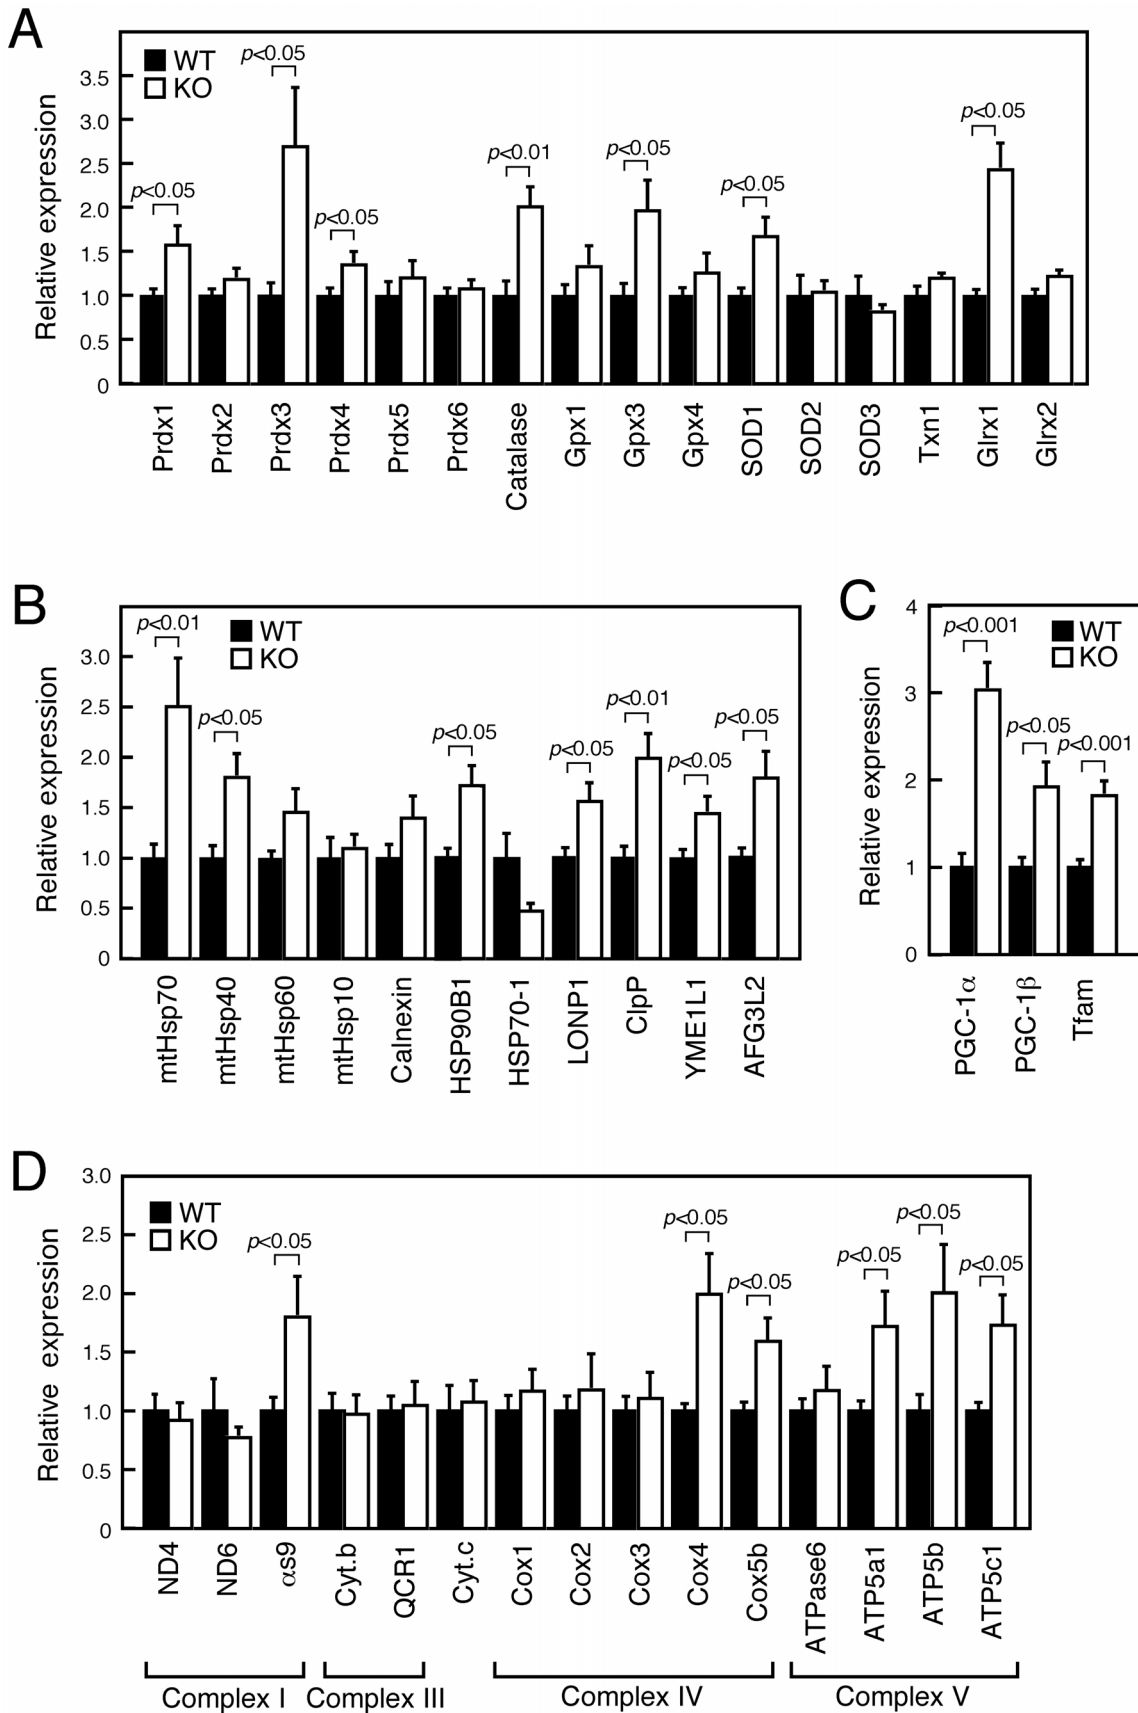 A
WT
KO
p<0.05
p<0.05
p<0.05
p<0.01
p<0.05
p<0.05
p<0.05
Relative expression
3.5
3.0
2.5
2.0
1.5
1.0
0.5
0
Prdx1
Prdx2
Prdx3
Prdx4
Prdx5
Prdx6
Catalase
Gpx1
Gpx3
Gpx4
SOD1
SOD2
SOD3
Txn1
Glrx1
Glrx2
B
WT
KO
p<0.01
p<0.05
p<0.05
p<0.05
p<0.01
p<0.05
p<0.05
Relative expression
3.0
2.5
2.0
1.5
1.0
0.5
0
mtHsp70
mtHsp40
mtHsp60
mtHsp10
Calnexin
HSP90B1
HSP70-1
LONP1
ClpP
YME1L1
AFG3L2
C
WT
KO
p<0.001
p<0.05
p<0.001
Relative expression
4
3
2
1
0
PGC-1α
PGC-1β
Tfam
D
WT
KO
p<0.05
p<0.05
p<0.05
p<0.05
p<0.05
p<0.05
Relative expression
3.0
2.5
2.0
1.5
1.0
0.5
0
ND4
ND6
αs9
Cyt.b
QCR1
Cyt.c
Cox1
Cox2
Cox3
Cox4
Cox5b
ATPase6
ATP5a1
ATP5b
ATP5c1
Complex I
Complex III
Complex IV
Complex V